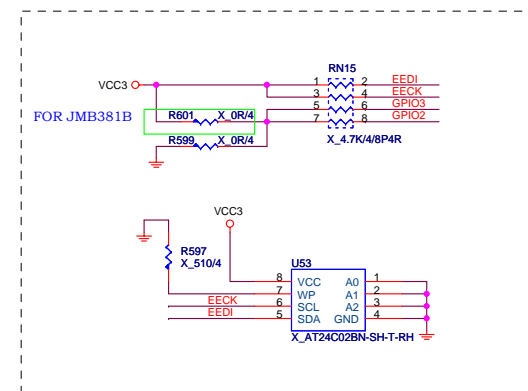 RN15
VCC3
1 2 EEDI
3 4 EECK
FOR JMB381B
R601 X_0R/4
5 6 GPIO3
7 8 GPIO2
R599 X_0R/4
X_4.7K/4/8P4R
VCC3
R597
X_510/4
U53
8 VCC A0 1
7 WP A1 2
EECK 6 SCL A2 3
EEDI 5 SDA GND 4
X_AT24C02BN-SH-T-RH